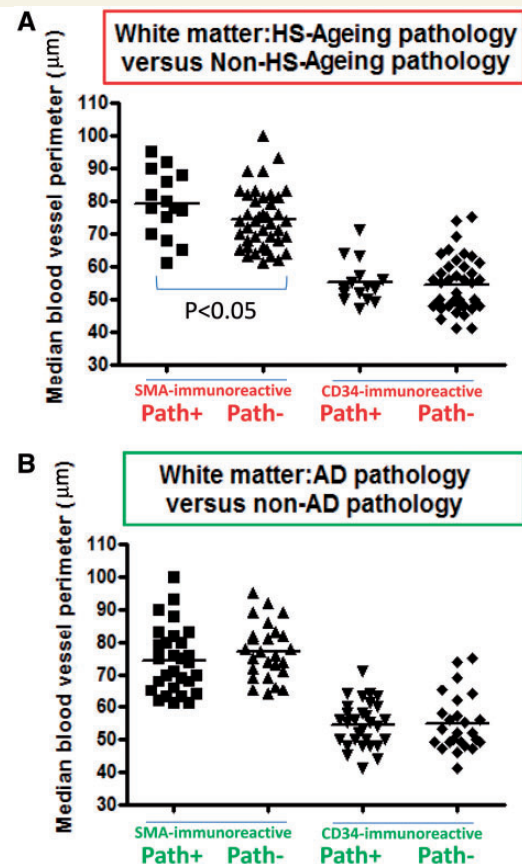 A
White matter:HS-Ageing pathology
versus Non-HS-Ageing pathology
Median blood vessel perimeter (μm)
110
100
90
80
70
60
50
40
30
P<0.05
SMA-immunoreactive CD34-immunoreactive
Path+ Path- Path+ Path-
B
White matter:AD pathology
versus non-AD pathology
Median blood vessel perimeter (μm)
110
100
90
80
70
60
50
40
30
SMA-immunoreactive CD34-immunoreactive
Path+ Path- Path+ Path-